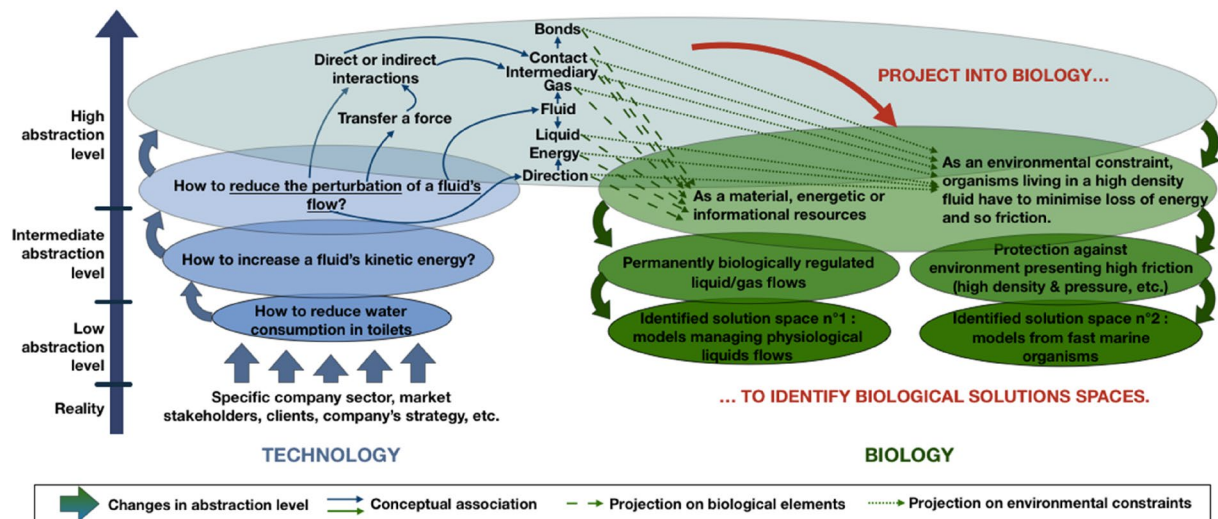 High
abstraction
level
Intermediate
abstraction
level
Low
abstraction
level
Reality
Bonds
Contact
Intermediary
Gas
Fluid
Liquid
Energy
Direction
Direct or indirect
interactions
Transfer a force
How to reduce the perturbation of a fluid's
flow?
How to increase a fluid's kinetic energy?
How to reduce water
consumption in toilets
Specific company sector, market
stakeholders, clients, company's strategy, etc.
TECHNOLOGY
PROJECT INTO BIOLOGY…
As a material, energetic or
informational resources
As an environmental constraint,
organisms living in a high density
fluid have to minimise loss of energy
and so friction.
Permanently biologically regulated
liquid/gas flows
Protection against
environment presenting high friction
(high density & pressure, etc.)
Identified solution space n°1 :
models managing physiological
liquids flows
Identified solution space n°2 :
models from fast marine
organisms
… TO IDENTIFY BIOLOGICAL SOLUTIONS SPACES.
BIOLOGY
Changes in abstraction level
Conceptual association
Projection on biological elements
Projection on environmental constraints